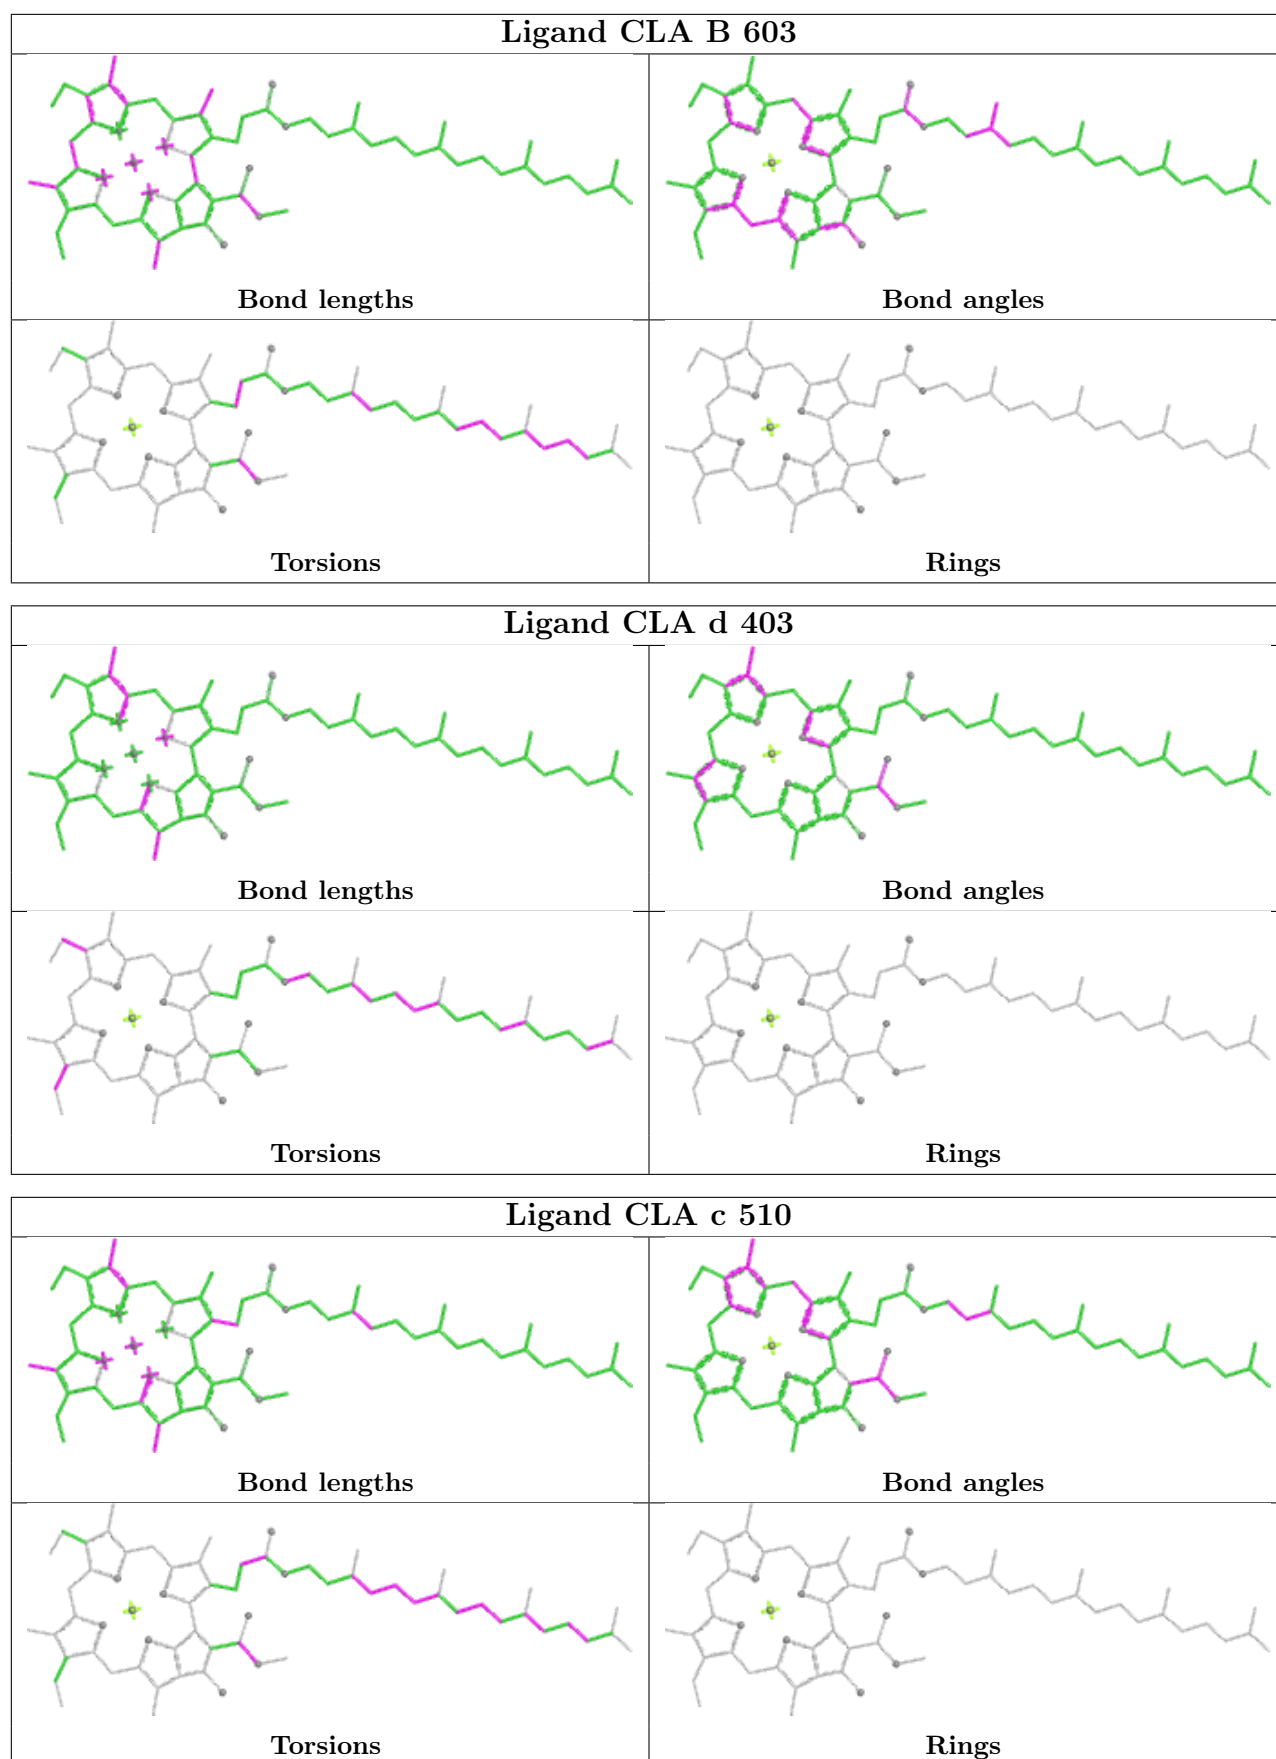 Ligand CLA B 603
Bond lengths
Bond angles
Torsions
Rings
Ligand CLA d 403
Bond lengths
Bond angles
Torsions
Rings
Ligand CLA c 510
Bond lengths
Bond angles
Torsions
Rings